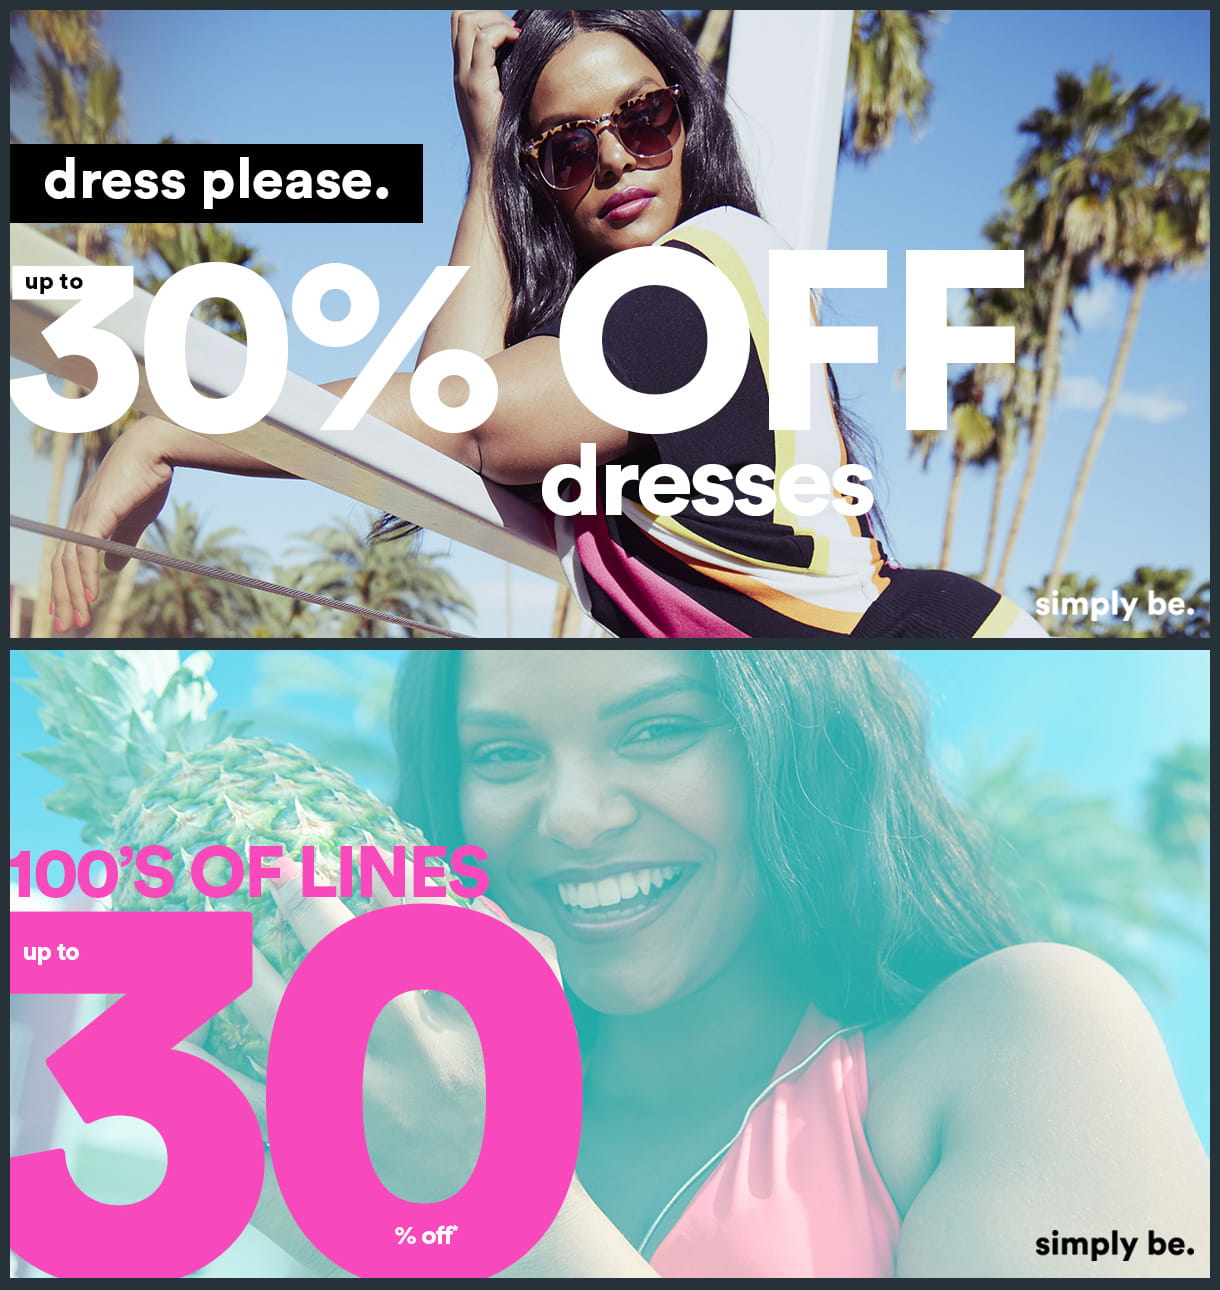 dress please.
up to
30% OFF
dresses
simply be.
100’S OF LINES
up to
30
% off*
simply be.